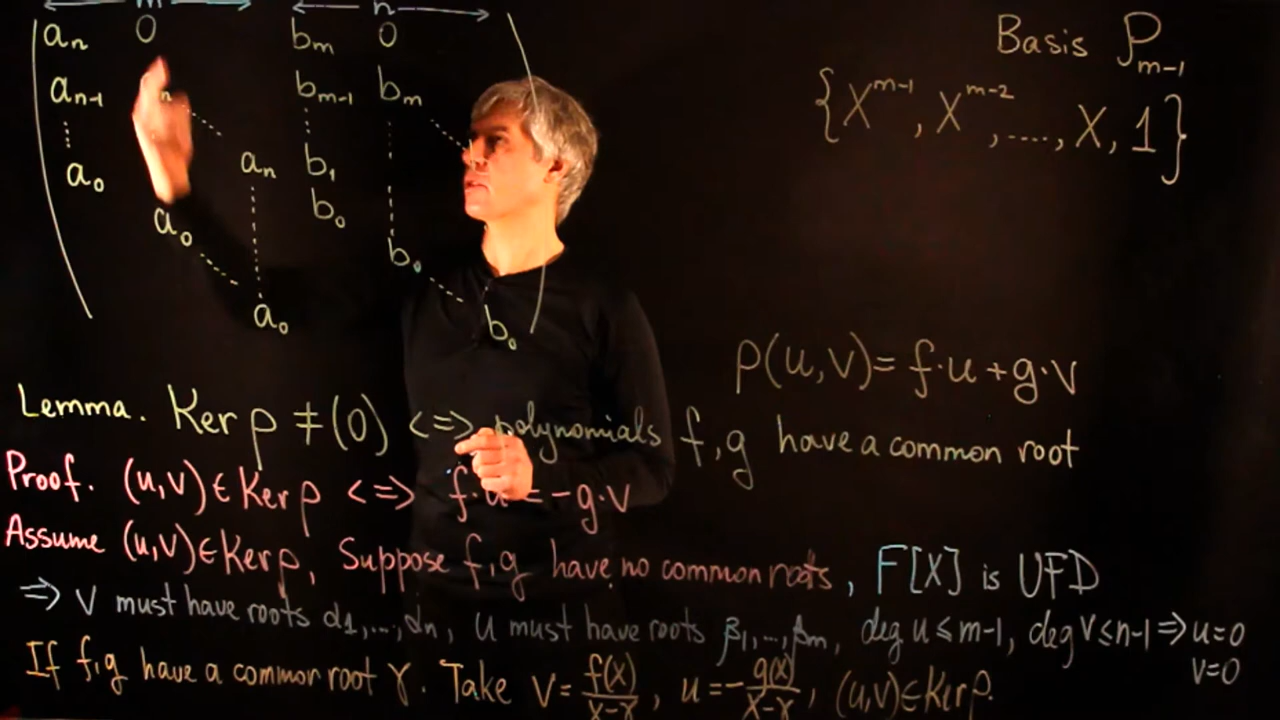 m n
a_n 0 b_m 0
a_{n-1} b_{m-1} b_m
a_0 a_n b_1
a_0 b_0
b_0
a_0 b_0
Basis P_{m-1}
{X^{m-1}, X^{m-2}, ...., X, 1}
ρ(u,v) = f·u + g·v
Lemma. Ker ρ ≠ (0) <=> polynomials f, g have a common root
Proof. (u,v) ∈ Ker ρ <=> f·u = -g·v
Assume (u,v) ∈ Ker ρ, Suppose f, g have no common roots, F[X] is UFD
=> v must have roots α_1,...,α_n, u must have roots β_1,...,β_m, deg u ≤ m-1, deg v ≤ n-1 => u=0
v=0
If f, g have a common root γ. Take v = f(x)/(x-γ), u = -g(x)/(x-γ), (u,v) ∈ Ker ρ.